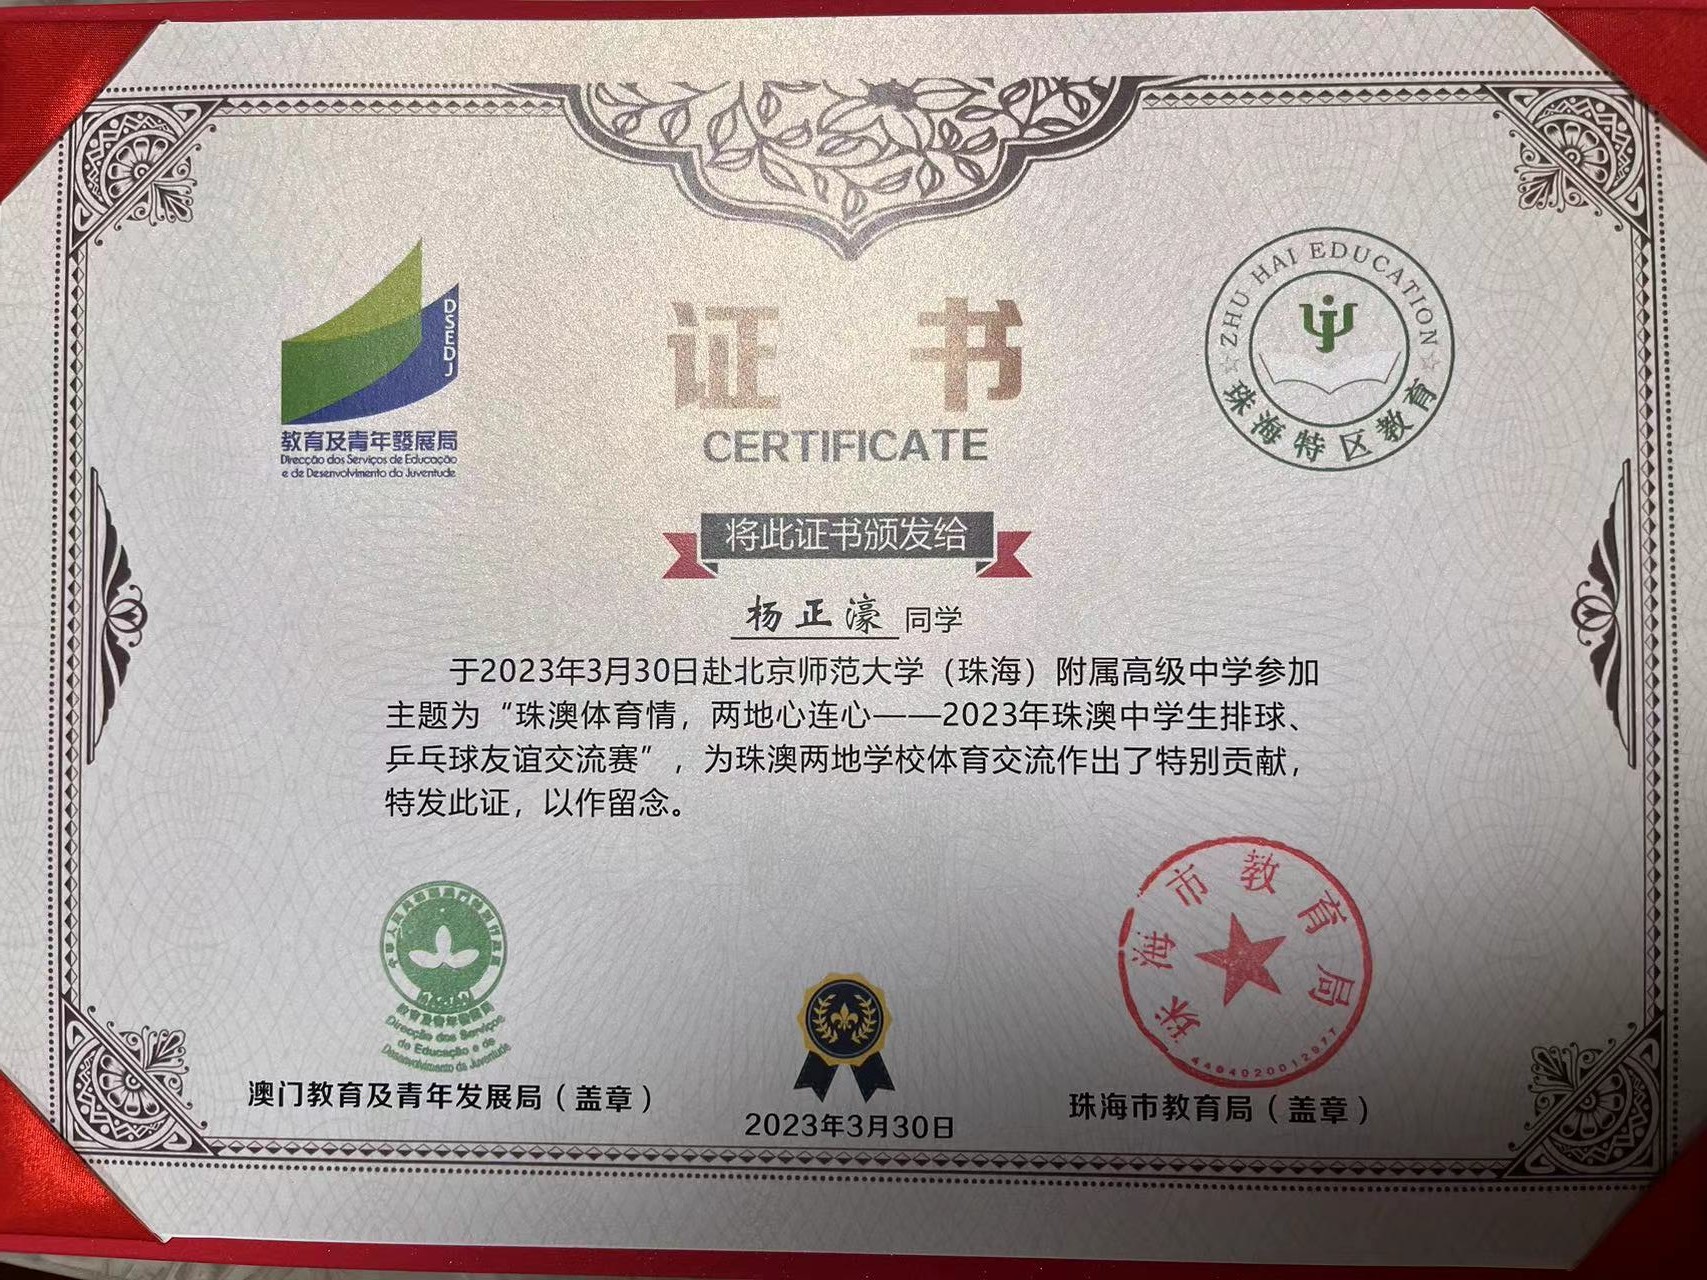 DSEDJ
教育及青年發展局
Direcção dos Serviços de Educação
e de Desenvolvimento da Juventude
ZHU HAI EDUCATION
珠海特区教育
证书
CERTIFICATE
将此证书颁发给
杨正濠 同学
于2023年3月30日赴北京师范大学（珠海）附属高级中学参加
主题为“珠澳体育情，两地心连心——2023年珠澳中学生排球、
乒乓球友谊交流赛”，为珠澳两地学校体育交流作出了特别贡献，
特发此证，以作留念。
教育及青年發展局
Direcção dos Serviços
de Educação e de
Desenvolvimento da Juventude
澳门教育及青年发展局（盖章）
2023年3月30日
珠海市教育局
珠海市教育局（盖章）